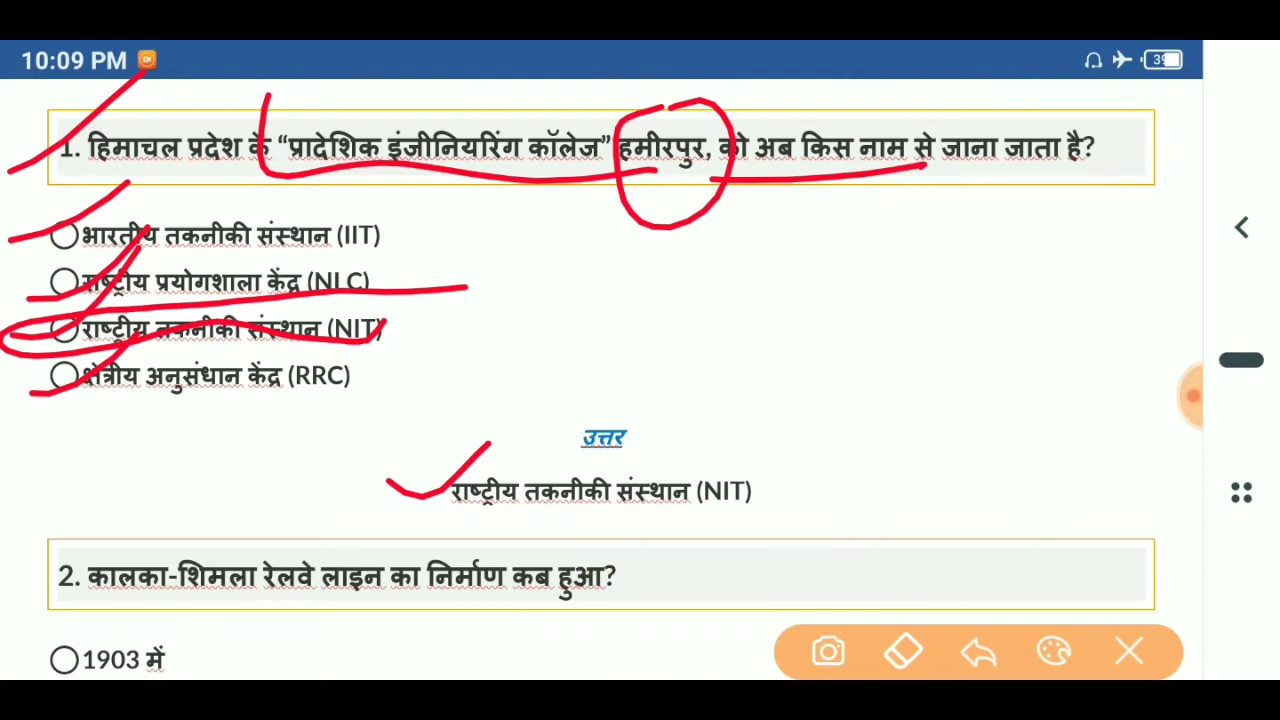 10:09 PM
39
1. हिमाचल प्रदेश के “प्रादेशिक इंजीनियरिंग कॉलेज” हमीरपुर, को अब किस नाम से जाना जाता है?
भारतीय तकनीकी संस्थान (IIT)
राष्ट्रीय प्रयोगशाला केंद्र (NLC)
राष्ट्रीय तकनीकी संस्थान (NIT)
क्षेत्रीय अनुसंधान केंद्र (RRC)
उत्तर
राष्ट्रीय तकनीकी संस्थान (NIT)
2. कालका-शिमला रेलवे लाइन का निर्माण कब हुआ?
1903 में